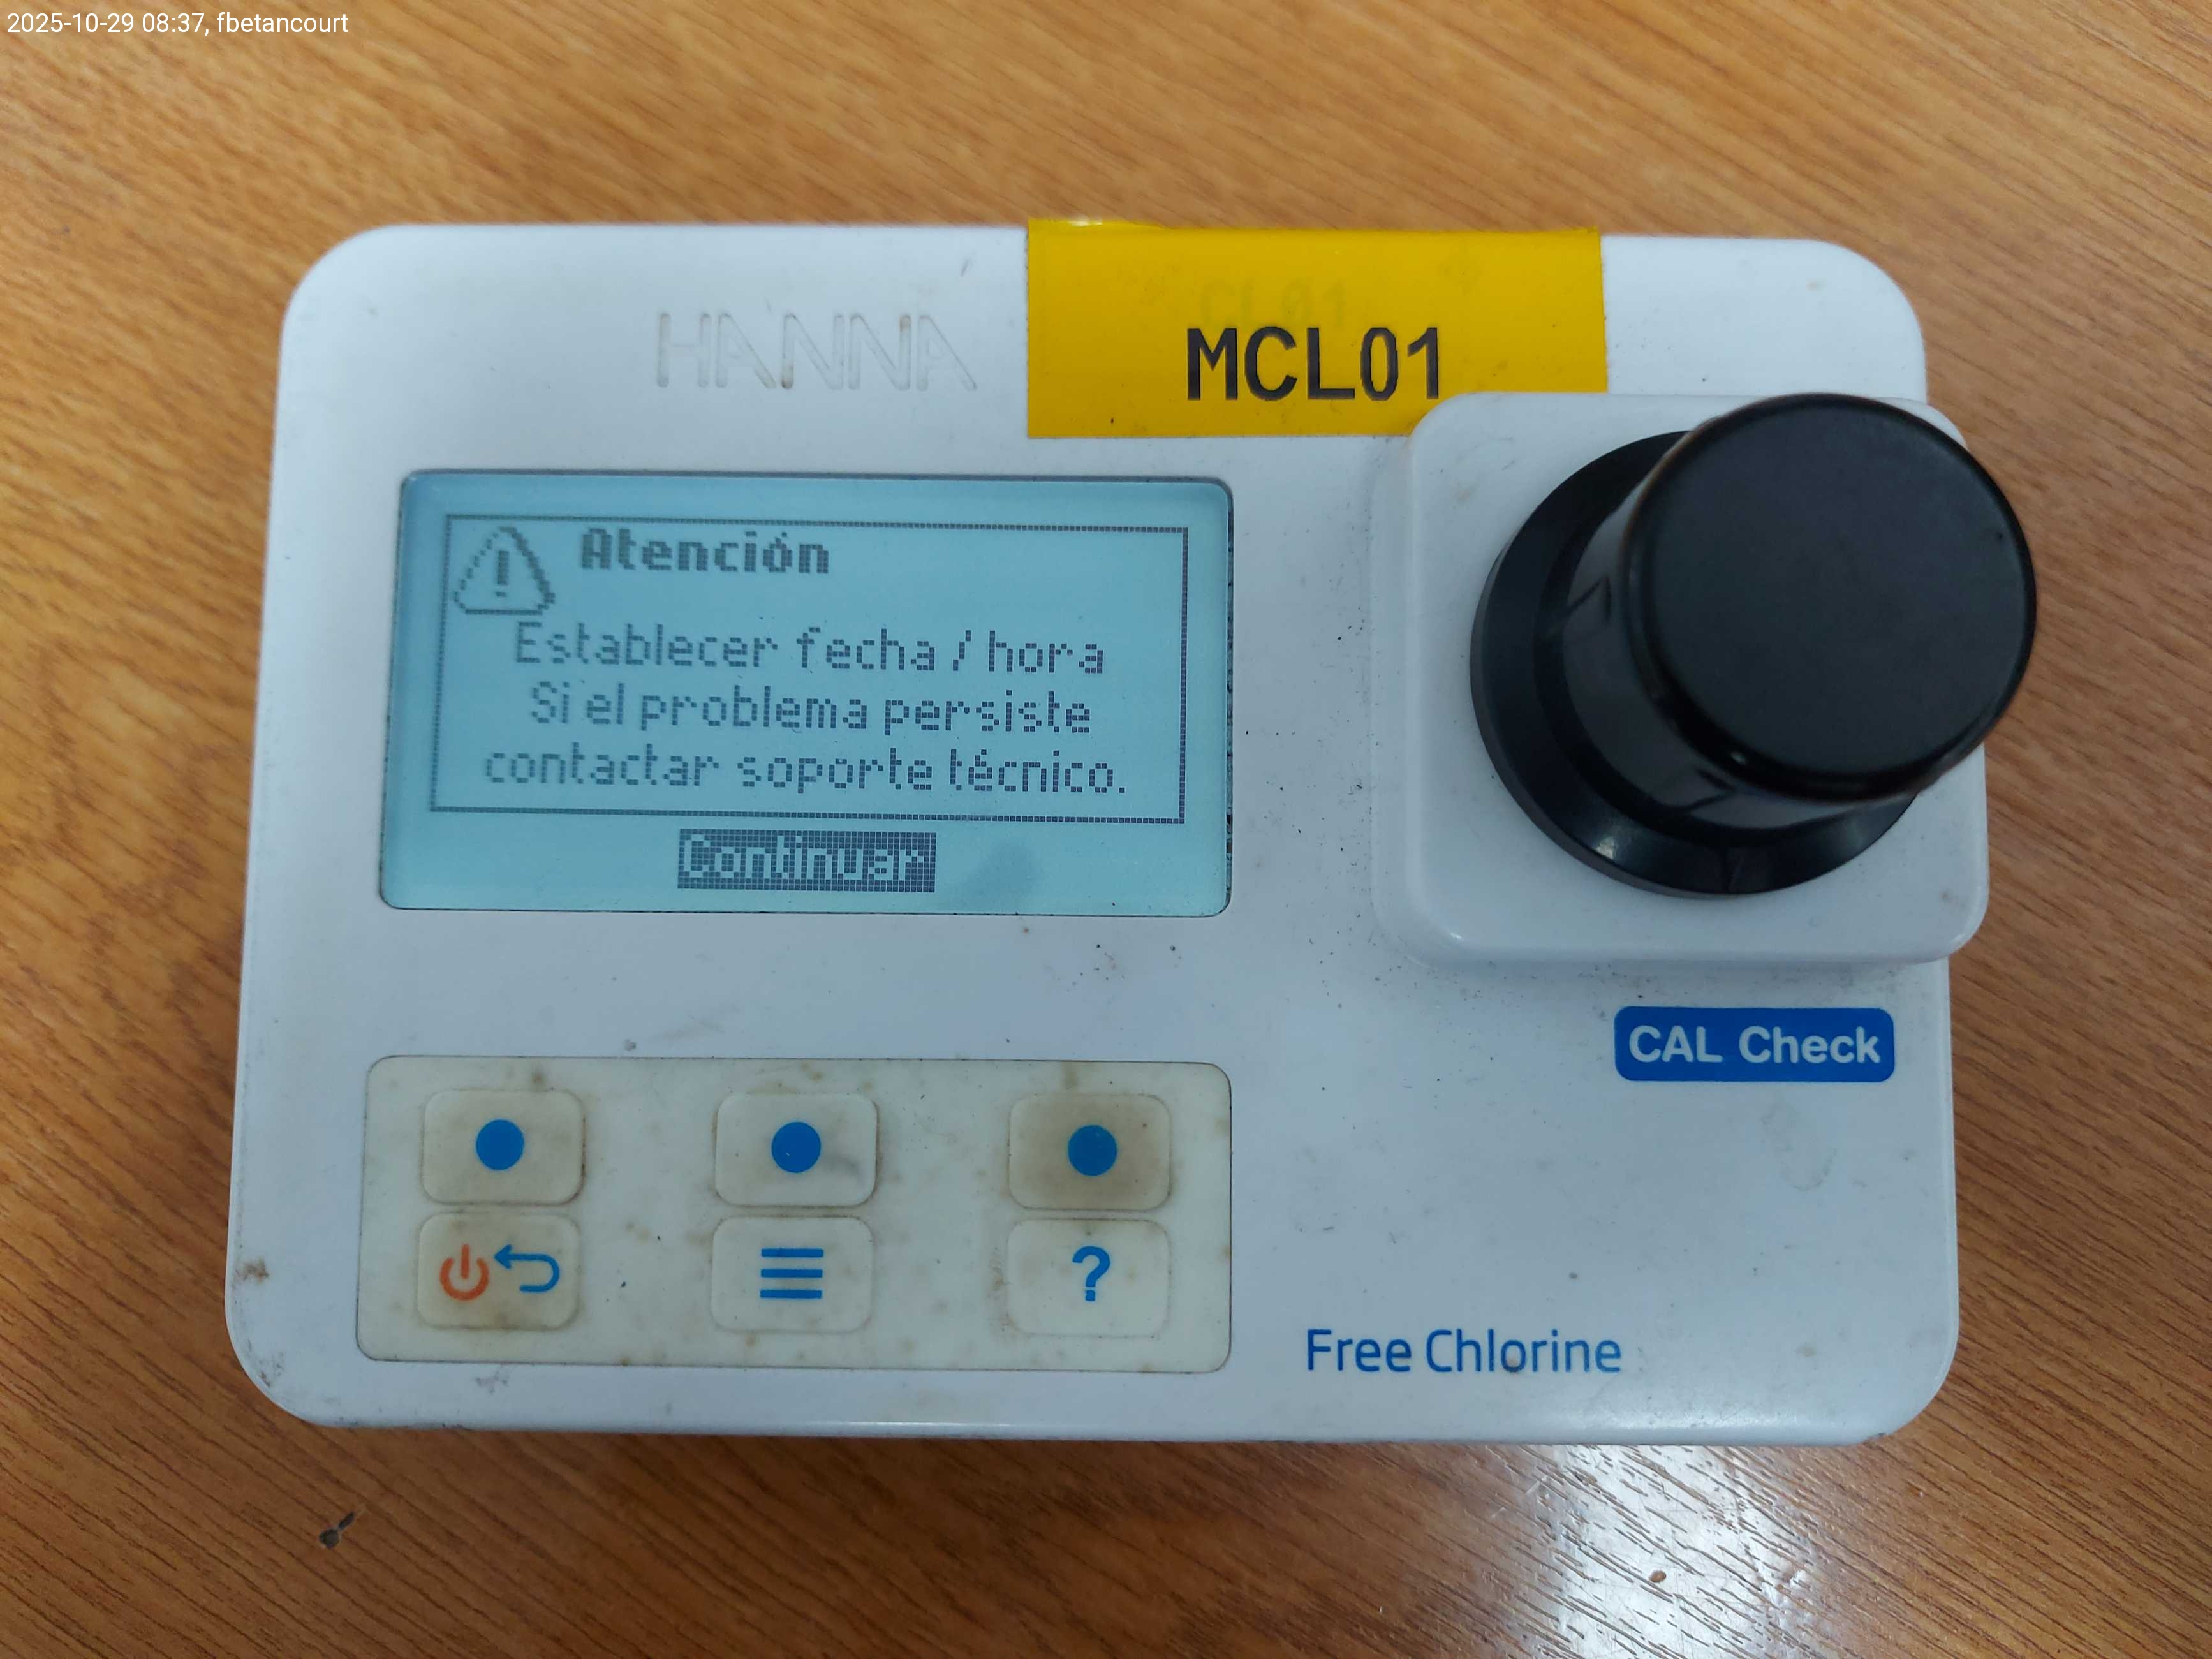 2025-10-29 08:37, fbetancourt
HANNA
CL01
MCL01
Atención
Establecer fecha / hora
Si el problema persiste
contactar soporte técnico.
Continuar
CAL Check
?
Free Chlorine